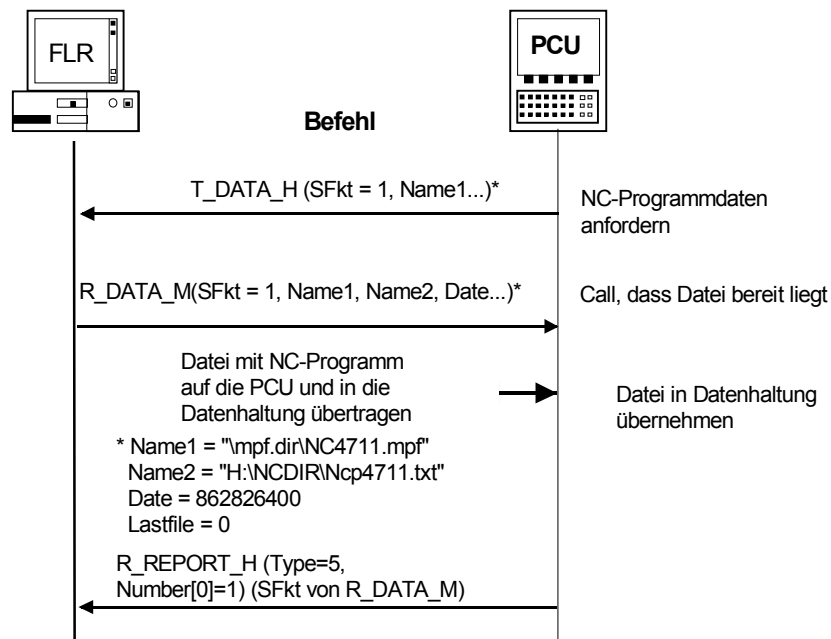 FLR
PCU
Befehl
T_DATA_H (SFkt = 1, Name1...)*
NC-Programmdaten
anfordern
R_DATA_M(SFkt = 1, Name1, Name2, Date...)*
Call, dass Datei bereit liegt
Datei mit NC-Programm
auf die PCU und in die
Datenhaltung übertragen
Datei in Datenhaltung
übernehmen
* Name1 = "\mpf.dir\NC4711.mpf"
Name2 = "H:\NCDIR\Ncp4711.txt"
Date = 862826400
Lastfile = 0
R_REPORT_H (Type=5,
Number[0]=1) (SFkt von R_DATA_M)